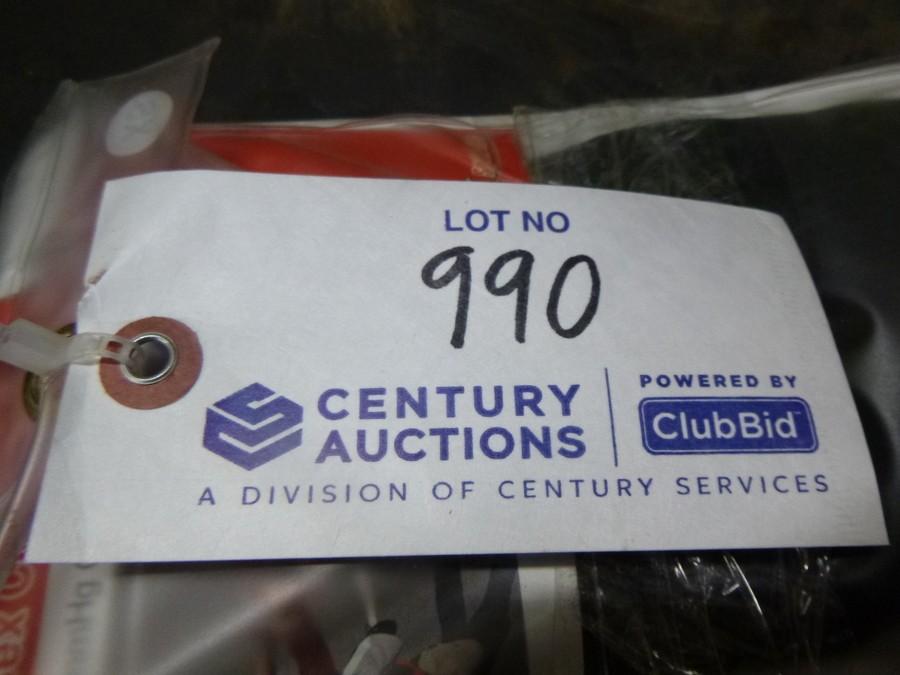 LOT NO
990
CENTURY
AUCTIONS
POWERED BY
ClubBid
A DIVISION OF CENTURY SERVICES